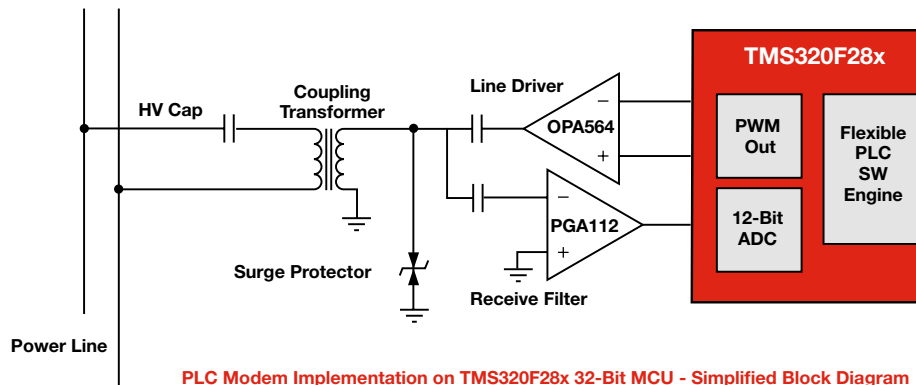 TMS320F28x
Line Driver
Coupling
Transformer
HV Cap
−
OPA564
+
PWM
Out
Flexible
PLC
SW
Engine
−
PGA112
+
12-Bit
ADC
Surge Protector
Receive Filter
Power Line
PLC Modem Implementation on TMS320F28x 32-Bit MCU - Simplified Block Diagram